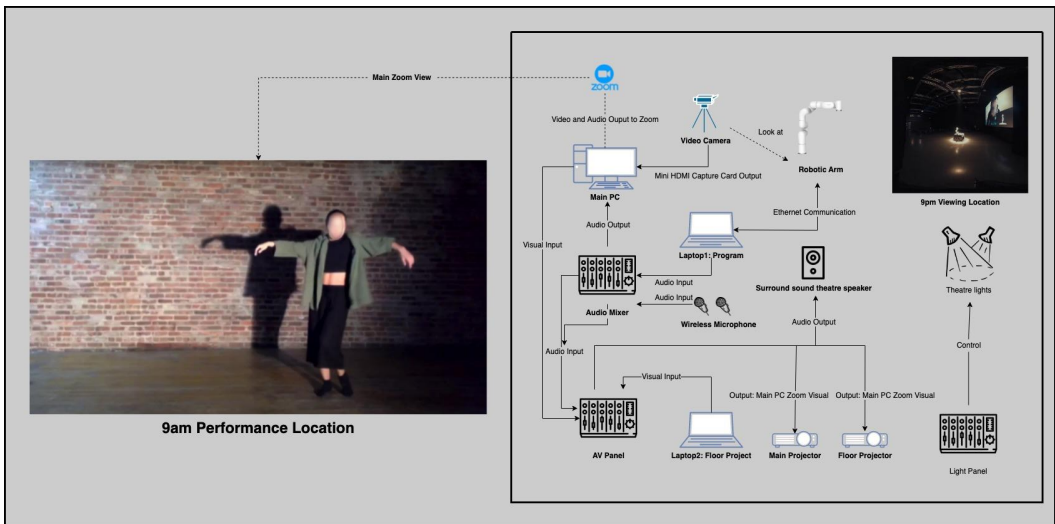 Main Zoom View
zoom
Video and Audio Ouput to Zoom
Video Camera
Look at
Robotic Arm
9pm Viewing Location
Mini HDMI Capture Card Output
Main PC
Ethernet Communication
Audio Output
Visual Input
Laptop1: Program
Audio Input
Surround sound theatre speaker
Theatre lights
Audio Input
Audio Mixer
Wireless Microphone
Audio Output
Audio Input
Control
Visual Input
Output: Main PC Zoom Visual
Output: Main PC Zoom Visual
9am Performance Location
AV Panel
Laptop2: Floor Project
Main Projector
Floor Projector
Light Panel